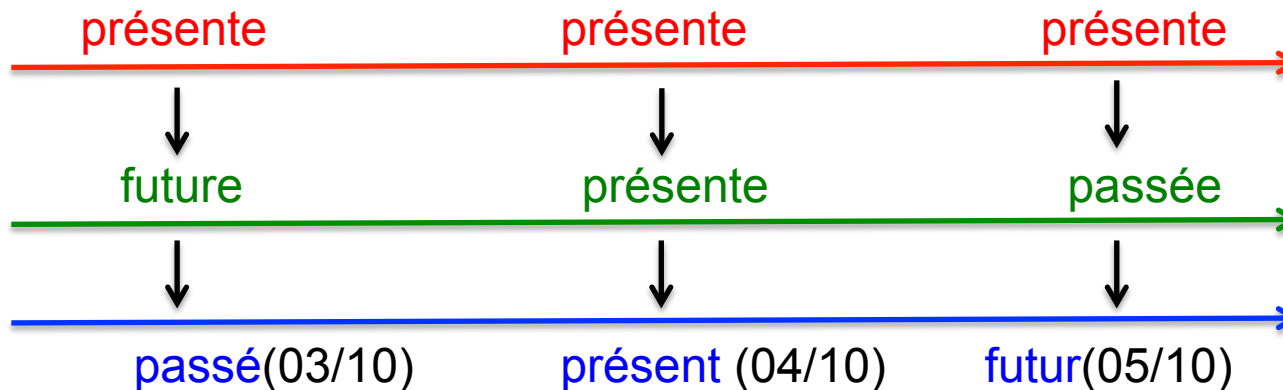 présente présente présente
future présente passée
passé(03/10) présent (04/10) futur(05/10)